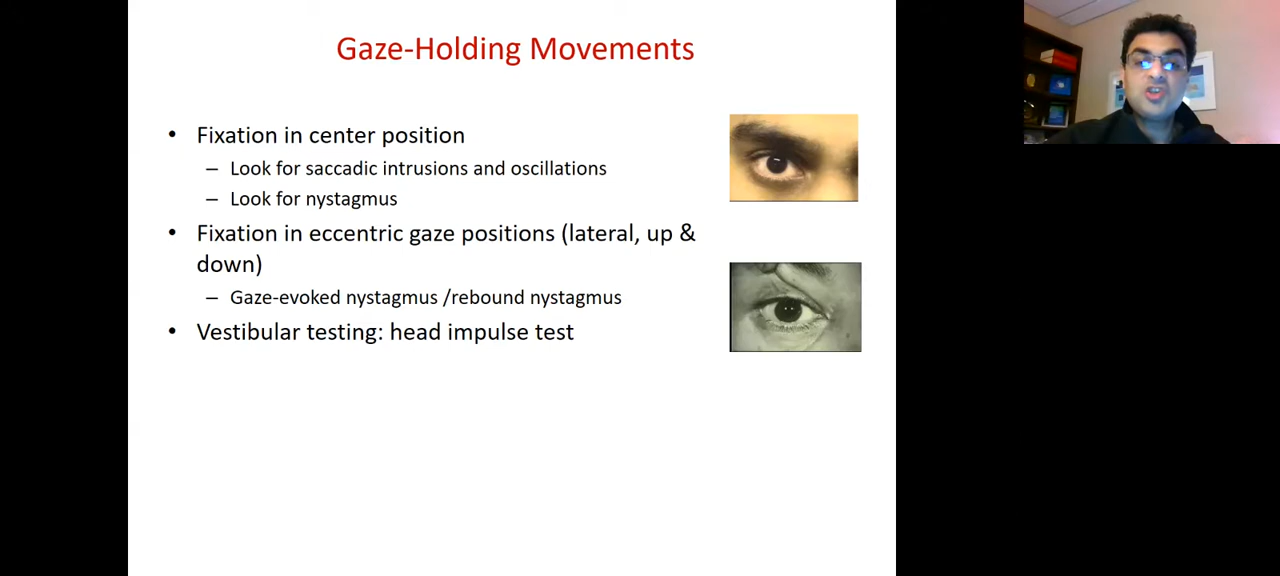 Gaze-Holding Movements
• Fixation in center position
– Look for saccadic intrusions and oscillations
– Look for nystagmus
• Fixation in eccentric gaze positions (lateral, up &
down)
– Gaze-evoked nystagmus /rebound nystagmus
• Vestibular testing: head impulse test